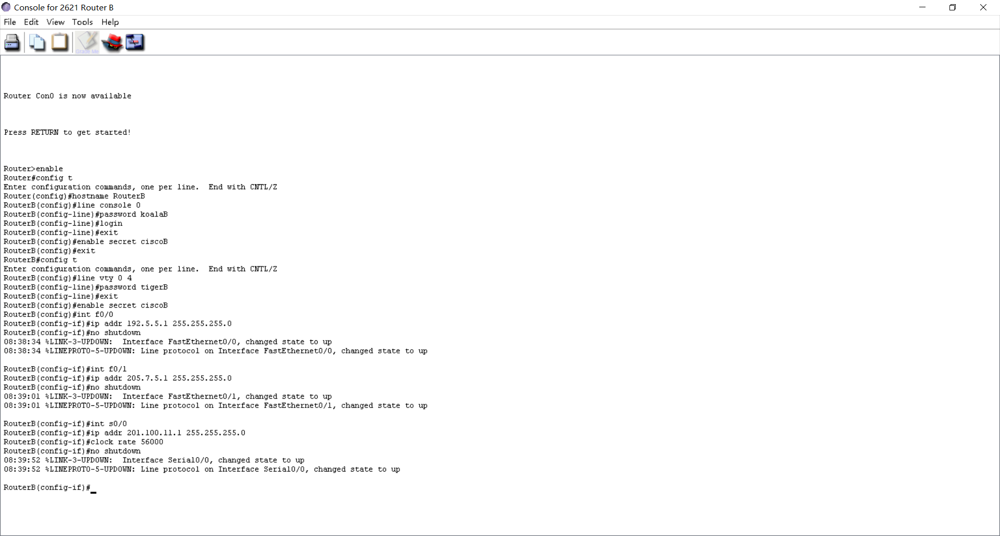 Console for 2621 Router B
File Edit View Tools Help
Grade Me
Router Con0 is now available
Press RETURN to get started!
Router>enable
Router#config t
Enter configuration commands, one per line.  End with CNTL/Z
Router(config)#hostname RouterB
RouterB(config)#line console 0
RouterB(config-line)#password koalaB
RouterB(config-line)#login
RouterB(config-line)#exit
RouterB(config)#enable secret ciscoB
RouterB(config)#exit
RouterB#config t
Enter configuration commands, one per line.  End with CNTL/Z
RouterB(config)#line vty 0 4
RouterB(config-line)#password tigerB
RouterB(config-line)#exit
RouterB(config)#enable secret ciscoB
RouterB(config)#int f0/0
RouterB(config-if)#ip addr 192.5.5.1 255.255.255.0
RouterB(config-if)#no shutdown
08:38:34 %LINK-3-UPDOWN:  Interface FastEthernet0/0, changed state to up
08:38:34 %LINEPROTO-5-UPDOWN: Line protocol on Interface FastEthernet0/0, changed state to up
RouterB(config-if)#int f0/1
RouterB(config-if)#ip addr 205.7.5.1 255.255.255.0
RouterB(config-if)#no shutdown
08:39:01 %LINK-3-UPDOWN:  Interface FastEthernet0/1, changed state to up
08:39:01 %LINEPROTO-5-UPDOWN: Line protocol on Interface FastEthernet0/1, changed state to up
RouterB(config-if)#int s0/0
RouterB(config-if)#ip addr 201.100.11.1 255.255.255.0
RouterB(config-if)#clock rate 56000
RouterB(config-if)#no shutdown
08:39:52 %LINK-3-UPDOWN:  Interface Serial0/0, changed state to up
08:39:52 %LINEPROTO-5-UPDOWN: Line protocol on Interface Serial0/0, changed state to up
RouterB(config-if)#